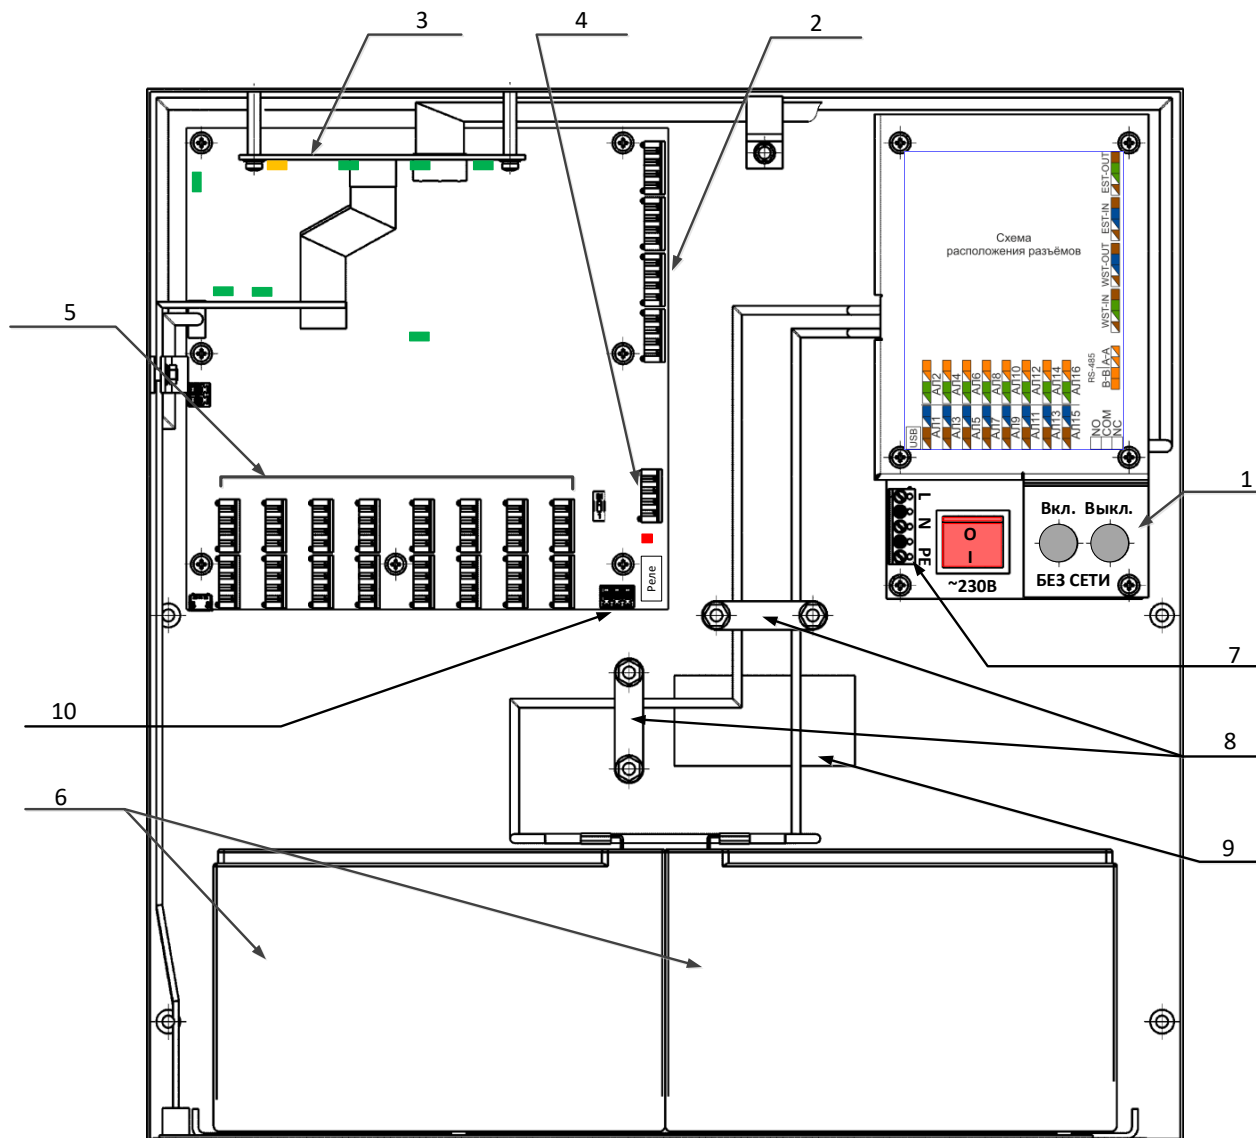 3
4
2
5
Схема
расположения разъёмов
EST-OUT
EST-IN
WST-OUT
WST-IN
RS-485
B-B
A-A
АЛ2
АЛ4
АЛ6
АЛ8
АЛ10
АЛ12
АЛ14
АЛ16
USB
АЛ1
АЛ3
АЛ5
АЛ7
АЛ9
АЛ11
АЛ13
АЛ15
NO
COM
NC
1
L
N
PE
O
I
~230В
Вкл. Выкл.
БЕЗ СЕТИ
Реле
7
10
8
6
9